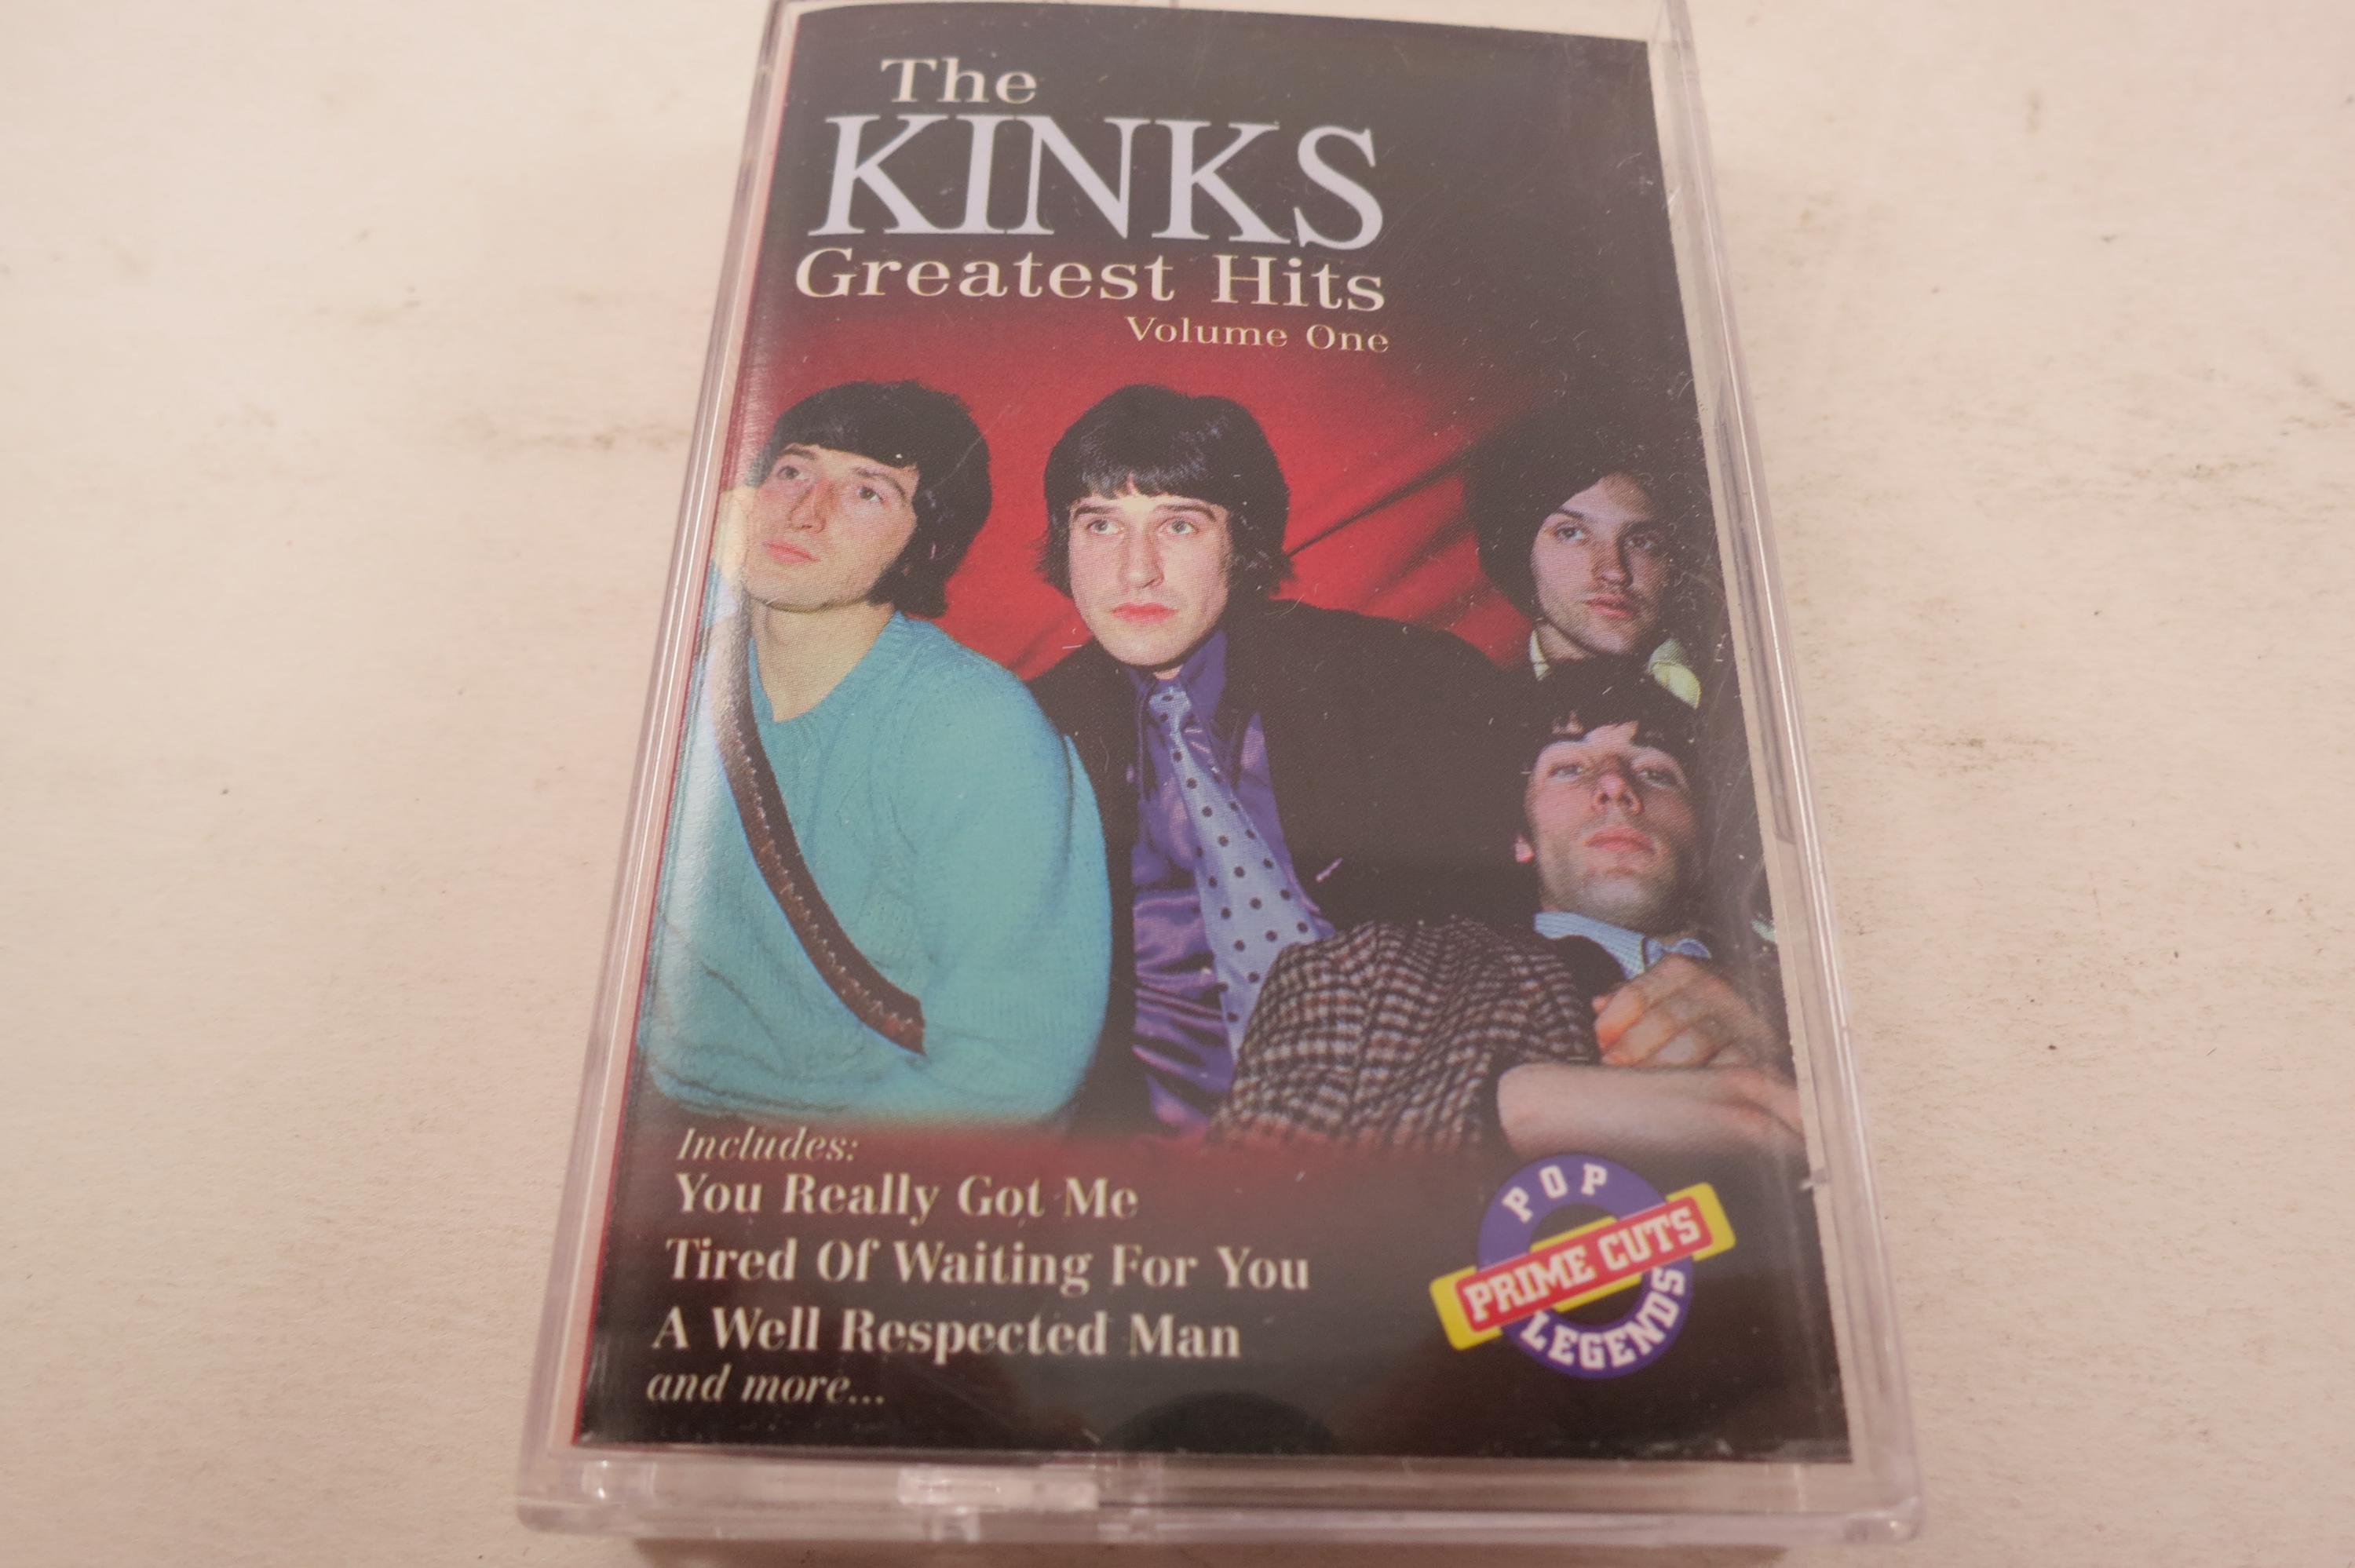 The
KINKS
Greatest Hits
Volume One
Includes:
You Really Got Me
Tired Of Waiting For You
A Well Respected Man
and more...
POP
PRIME CUTS
LEGENDS